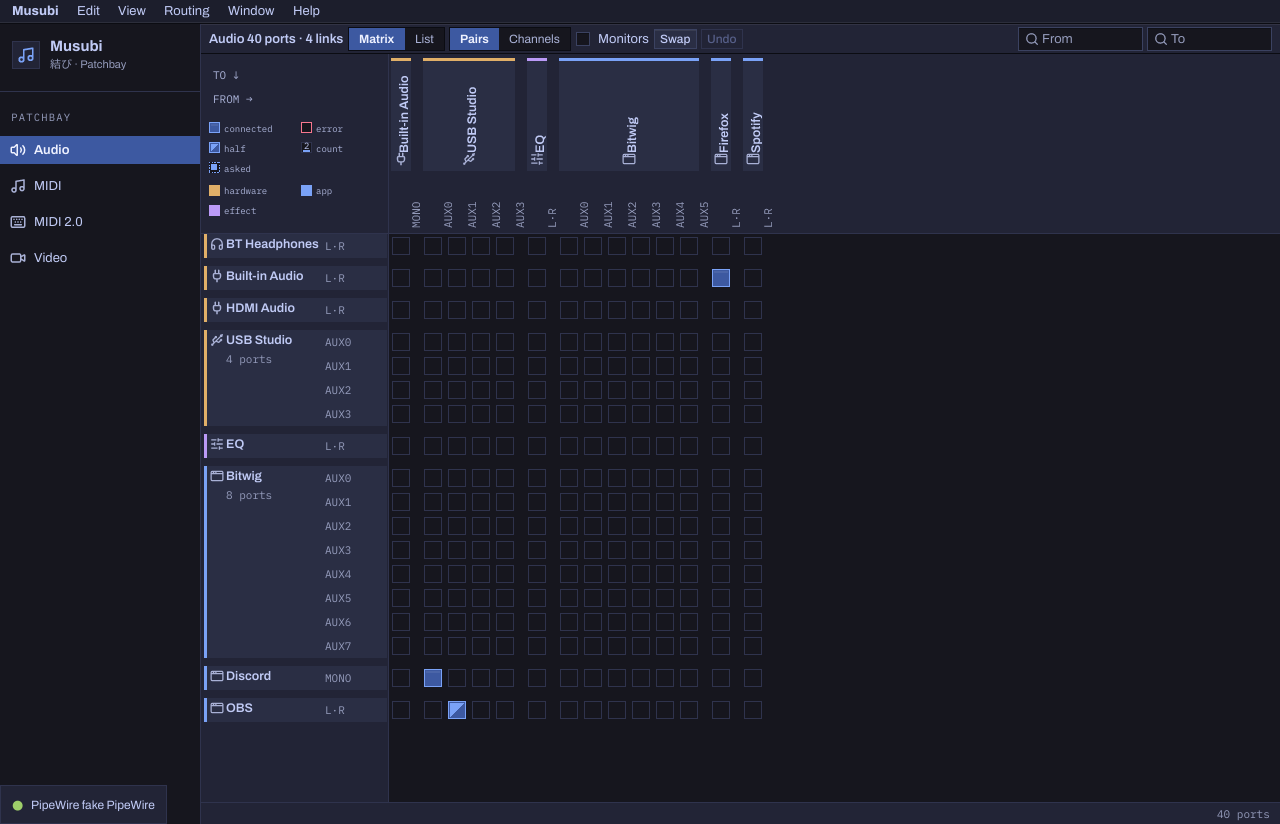 Musubi Edit View Routing Window Help
Musubi
結び · Patchbay
PATCHBAY
Audio
MIDI
MIDI 2.0
Video
PipeWire fake PipeWire
Audio 40 ports · 4 links Matrix List Pairs Channels Monitors Swap Undo From To
TO ↓
FROM →
connected error
half 2 count
asked
hardware app
effect
Built-in Audio USB Studio EQ Bitwig Firefox Spotify
MONO AUX0 AUX1 AUX2 AUX3 L·R AUX0 AUX1 AUX2 AUX3 AUX4 AUX5 L·R L·R
BT Headphones L·R
Built-in Audio L·R
HDMI Audio L·R
USB Studio AUX0
4 ports
AUX1
AUX2
AUX3
EQ L·R
Bitwig AUX0
8 ports
AUX1
AUX2
AUX3
AUX4
AUX5
AUX6
AUX7
Discord MONO
OBS L·R
40 ports